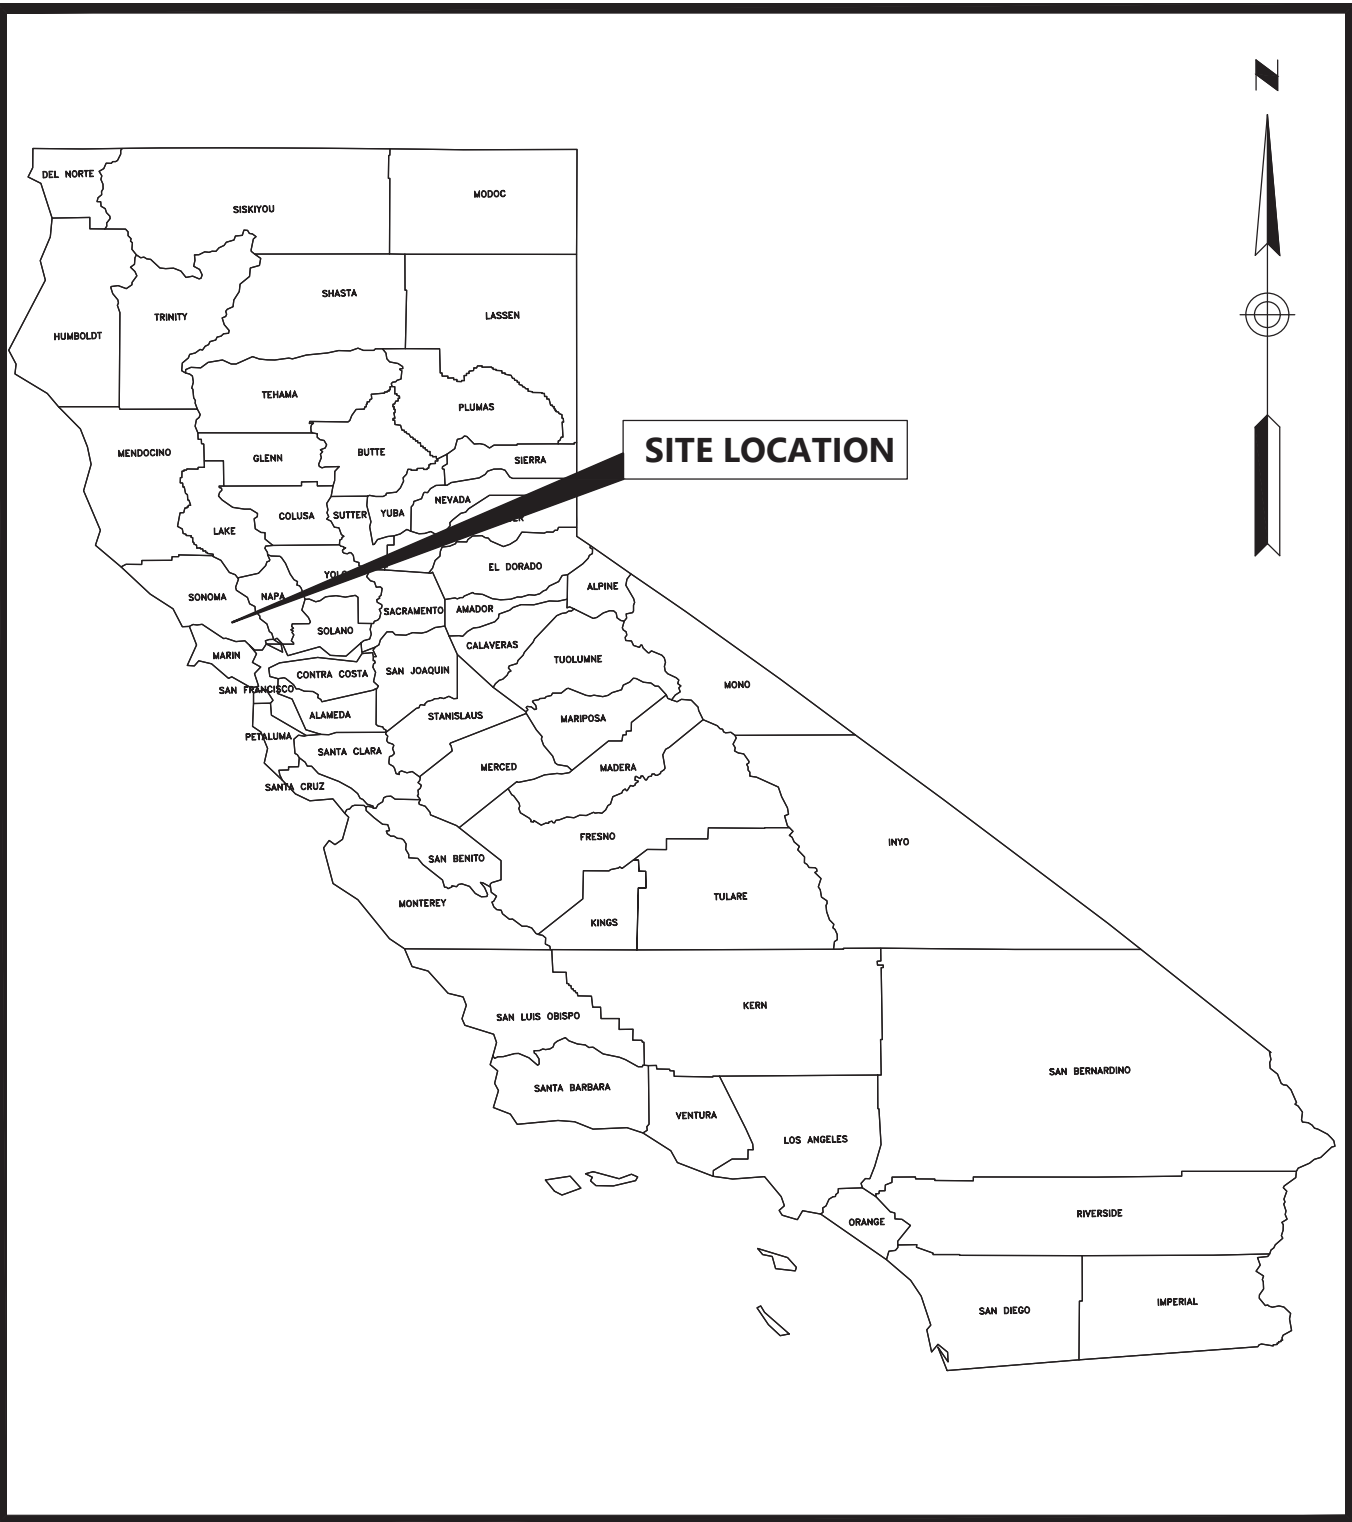 N
DEL NORTE
SISKIYOU
MODOC
SHASTA
TRINITY
LASSEN
HUMBOLDT
TEHAMA
PLUMAS
MENDOCINO
GLENN
BUTTE
SITE LOCATION
SIERRA
NEVADA
COLUSA
SUTTER
YUBA
LAKE
EL DORADO
ALPINE
SONOMA
NAPA
SACRAMENTO
AMADOR
SOLANO
CALAVERAS
MARIN
TUOLUMNE
CONTRA COSTA
SAN JOAQUIN
MONO
SAN FRANCISCO
ALAMEDA
STANISLAUS
MARIPOSA
PETALUMA
SANTA CLARA
MERCED
MADERA
SANTA CRUZ
FRESNO
INYO
SAN BENITO
TULARE
MONTEREY
KINGS
KERN
SAN LUIS OBISPO
SAN BERNARDINO
SANTA BARBARA
VENTURA
LOS ANGELES
RIVERSIDE
ORANGE
IMPERIAL
SAN DIEGO